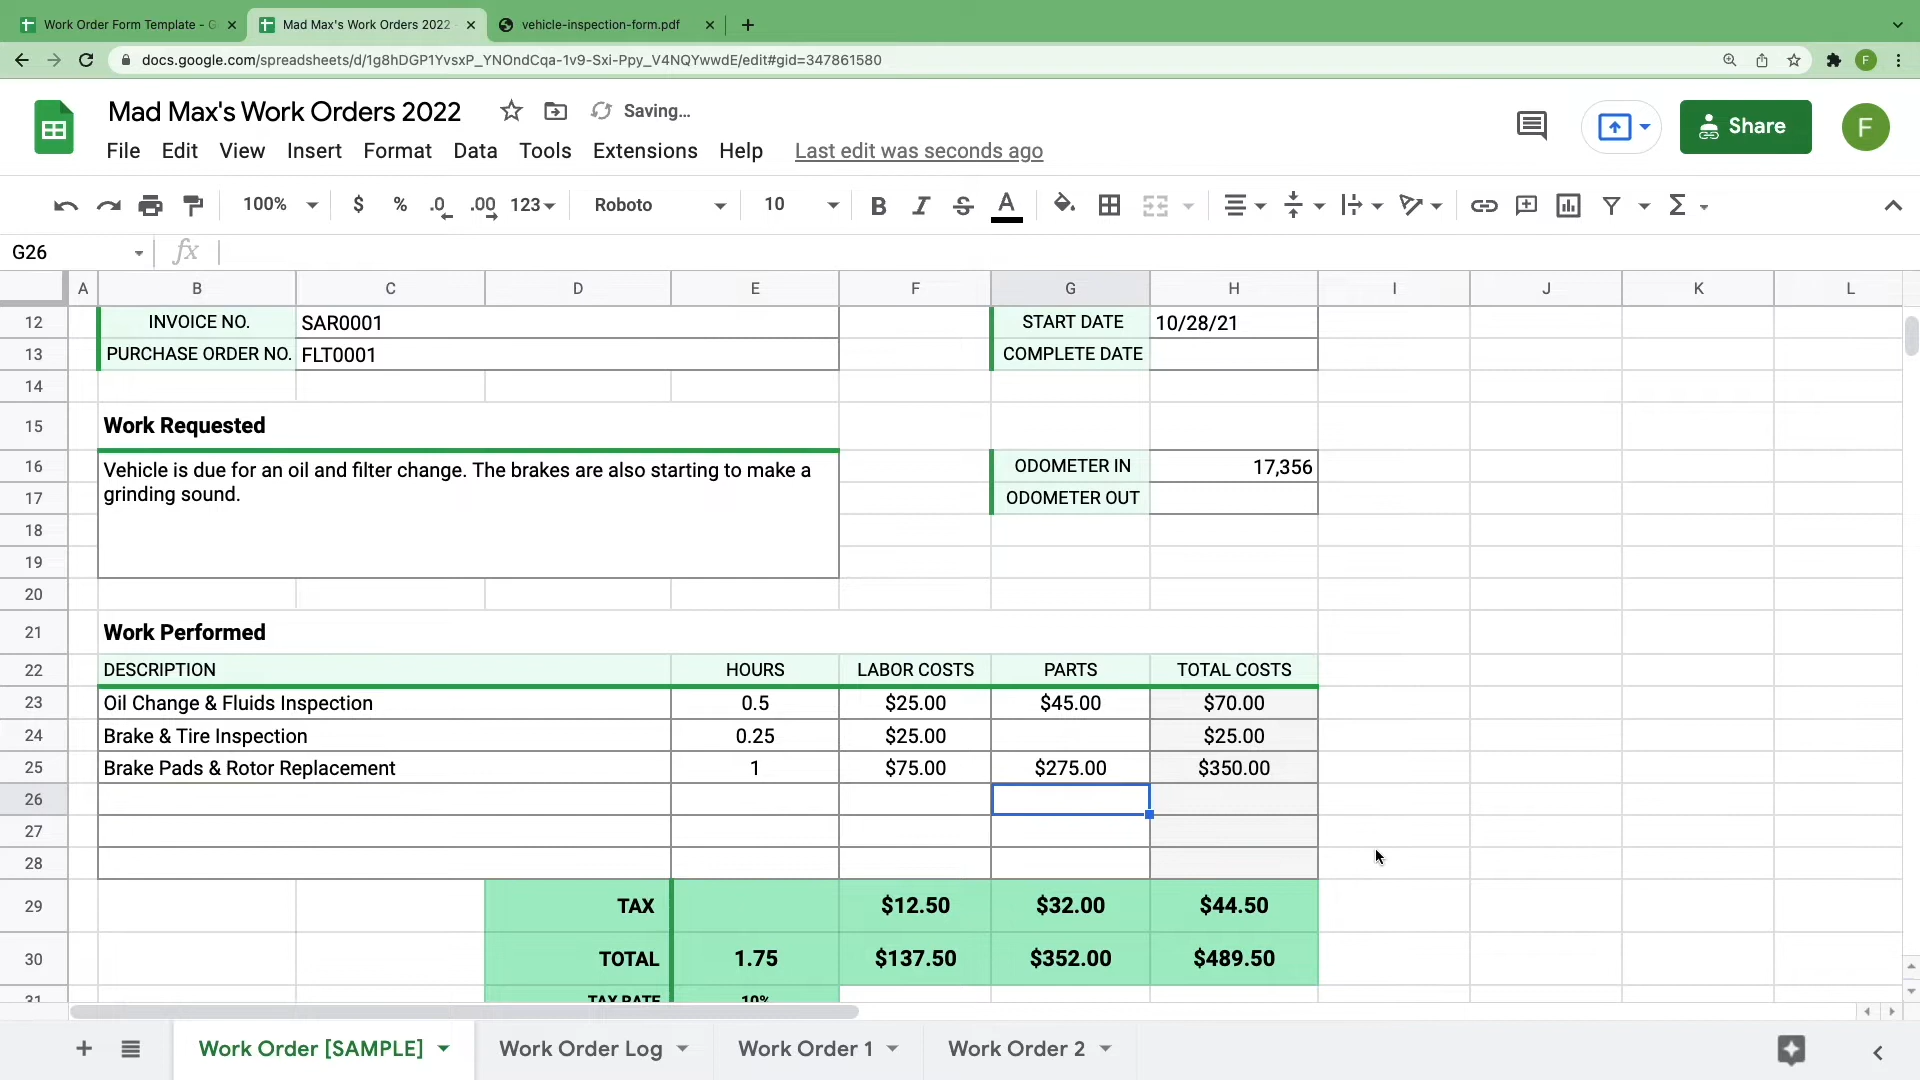 Work Order Form Template - G
Mad Max's Work Orders 2022 -
vehicle-inspection-form.pdf
docs.google.com/spreadsheets/d/1g8hDGP1YvsxP_YNOndCqa-1v9-Sxi-Ppy_V4NQYwwdE/edit#gid=347861580
F
Mad Max's Work Orders 2022 Saving...
Share
F
File Edit View Insert Format Data Tools Extensions Help Last edit was seconds ago
100% $ % .0 .00 123 Roboto 10 B I S A Σ
G26 fx
A B C D E F G H I J K L
12 INVOICE NO. SAR0001 START DATE 10/28/21
13 PURCHASE ORDER NO. FLT0001 COMPLETE DATE
14
15 Work Requested
16 Vehicle is due for an oil and filter change. The brakes are also starting to make a ODOMETER IN 17,356
17 grinding sound. ODOMETER OUT
18
19
20
21 Work Performed
22 DESCRIPTION HOURS LABOR COSTS PARTS TOTAL COSTS
23 Oil Change & Fluids Inspection 0.5 $25.00 $45.00 $70.00
24 Brake & Tire Inspection 0.25 $25.00 $25.00
25 Brake Pads & Rotor Replacement 1 $75.00 $275.00 $350.00
26
27
28
29 TAX $12.50 $32.00 $44.50
30 TOTAL 1.75 $137.50 $352.00 $489.50
31 TAX RATE 10%
Work Order [SAMPLE] Work Order Log Work Order 1 Work Order 2